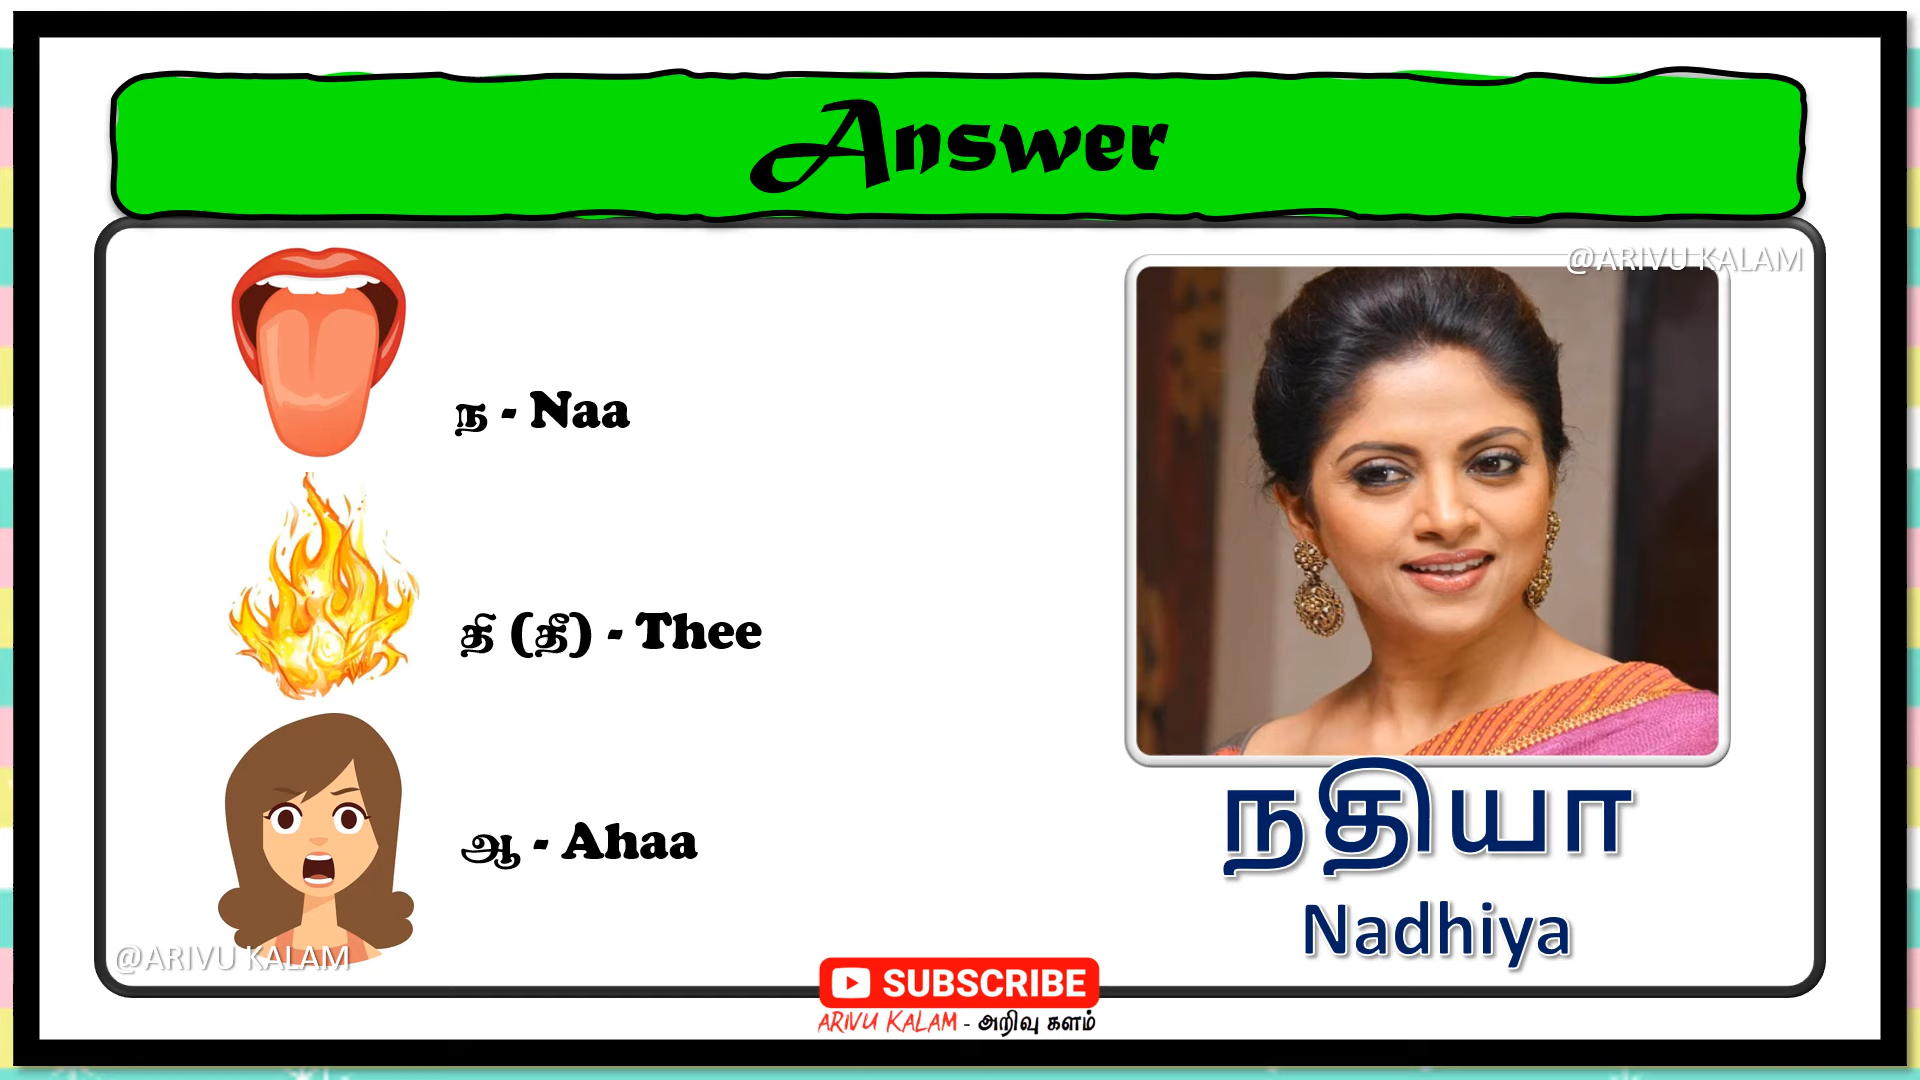 Answer
@ARIVU KALAM
ந - Naa
தி (தீ) - Thee
ஆ - Ahaa
நதியா
Nadhiya
@ARIVU KALAM
SUBSCRIBE
ARIVU KALAM - அறிவு களம்